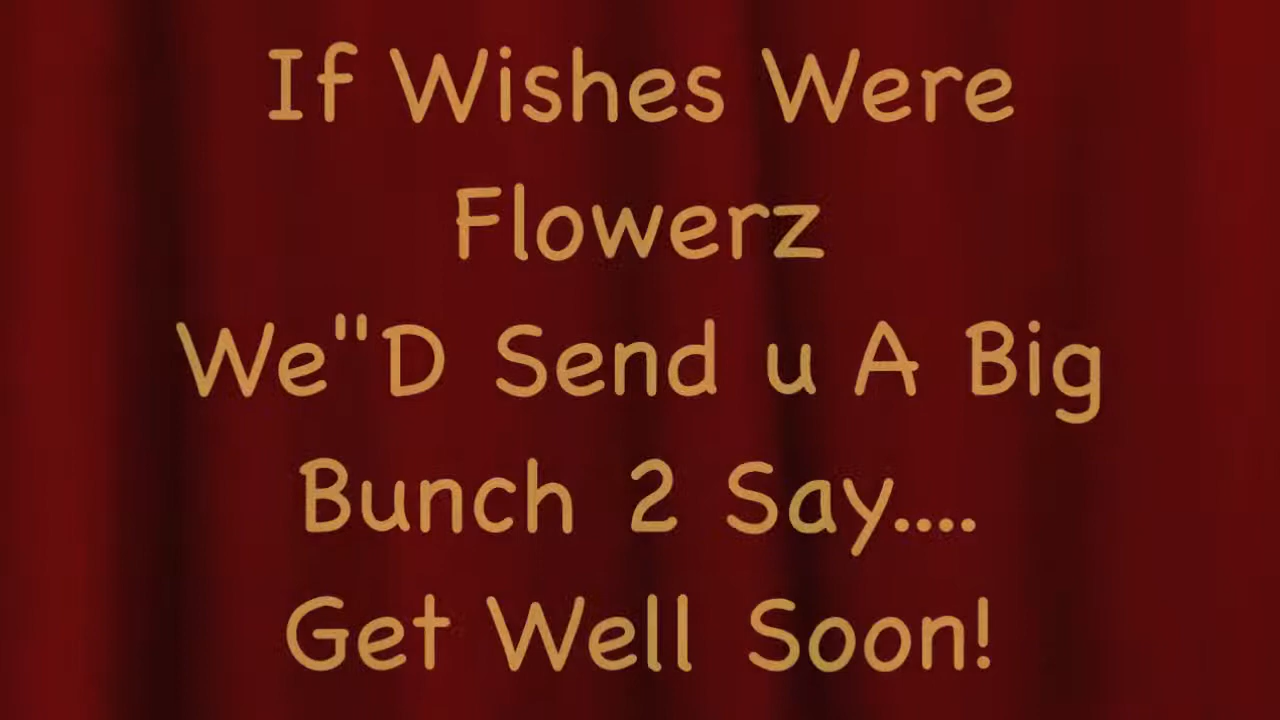 If Wishes Were
Flowerz
We"D Send u A Big
Bunch 2 Say....
Get Well Soon!